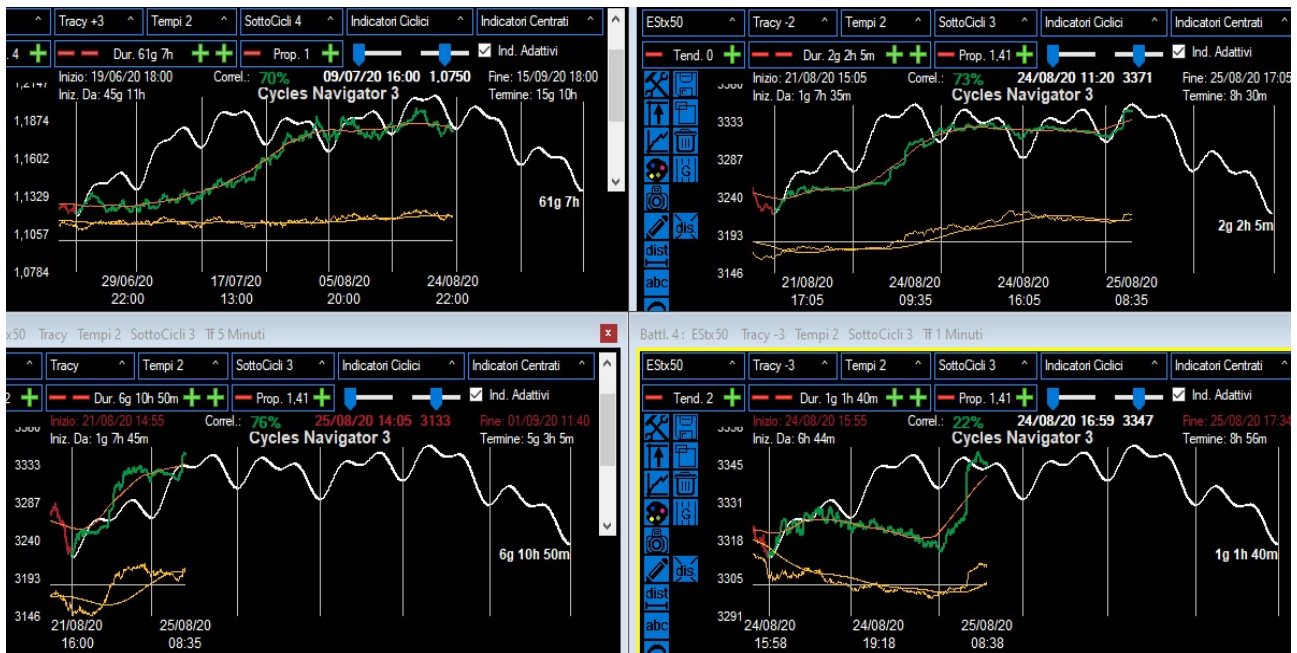 Tracy +3 ^ Tempi 2 ^ SottoCicli 4 ^ Indicatori Ciclici ^ Indicatori Centrati ^
4 Dur. 61g 7h Prop. 1 Ind. Adattivi
Inizio: 19/06/20 18:00 Correl.: 70% 09/07/20 16:00 1,0750 Fine: 15/09/20 18:00
Iniz. Da: 45g 11h Cycles Navigator 3 Termine: 15g 10h
1,2147
1,1874
1,1602
1,1329
1,1057
1,0784
61g 7h
29/06/20 17/07/20 05/08/20 24/08/20
22:00 13:00 20:00 22:00
EStx50 ^ Tracy -2 ^ Tempi 2 ^ SottoCicli 3 ^ Indicatori Ciclici ^ Indicatori Centrati ^
Tend. 0 Dur. 2g 2h 5m Prop. 1,41 Ind. Adattivi
Inizio: 21/08/20 15:05 Correl.: 73% 24/08/20 11:20 3371 Fine: 25/08/20 17:05
Iniz. Da: 1g 7h 35m Cycles Navigator 3 Termine: 8h 30m
3380
3333
3287
3240
3193
3146
G
dis
dist
abc
2g 2h 5m
21/08/20 24/08/20 24/08/20 25/08/20
17:05 09:35 16:05 08:35
x50 Tracy Tempi 2 SottoCicli 3 Tf 5 Minuti x
^ Tracy ^ Tempi 2 ^ SottoCicli 3 ^ Indicatori Ciclici ^ Indicatori Centrati ^
2 Dur. 6g 10h 50m Prop. 1,41 Ind. Adattivi
Inizio: 21/08/20 14:55 Correl.: 76% 25/08/20 14:05 3133 Fine: 01/09/20 11:40
Iniz. Da: 1g 7h 45m Cycles Navigator 3 Termine: 5g 3h 5m
3380
3333
3287
3240
3193
3146
6g 10h 50m
21/08/20 25/08/20
16:00 08:35
Battl. 4 : EStx50 Tracy -3 Tempi 2 SottoCicli 3 Tf 1 Minuti
EStx50 ^ Tracy -3 ^ Tempi 2 ^ SottoCicli 3 ^ Indicatori Ciclici ^ Indicatori Centrati ^
Tend. 2 Dur. 1g 1h 40m Prop. 1,41 Ind. Adattivi
Inizio: 24/08/20 15:55 Correl.: 22% 24/08/20 16:59 3347 Fine: 25/08/20 17:34
Iniz. Da: 6h 44m Cycles Navigator 3 Termine: 8h 56m
3358
3345
3331
3318
3305
3291
G
dis
dist
abc
1g 1h 40m
24/08/20 24/08/20 25/08/20
15:58 19:18 08:38